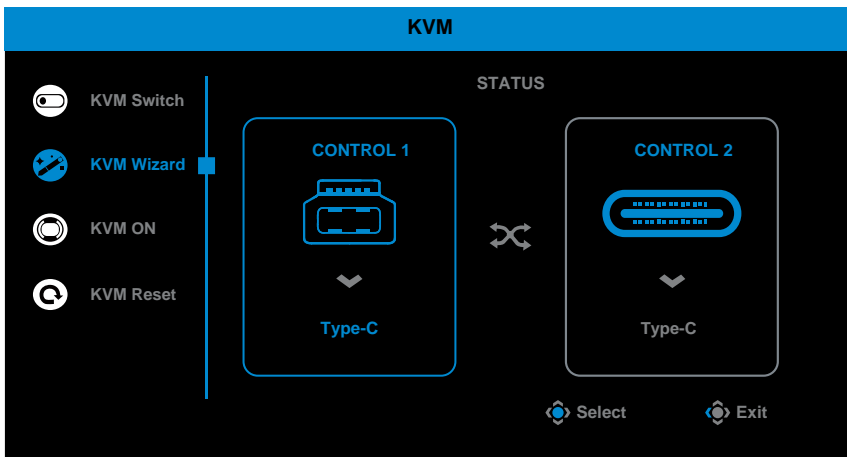 KVM
STATUS
KVM Switch
KVM Wizard
KVM ON
KVM Reset
CONTROL 1
Type-C
CONTROL 2
Type-C
Select
Exit